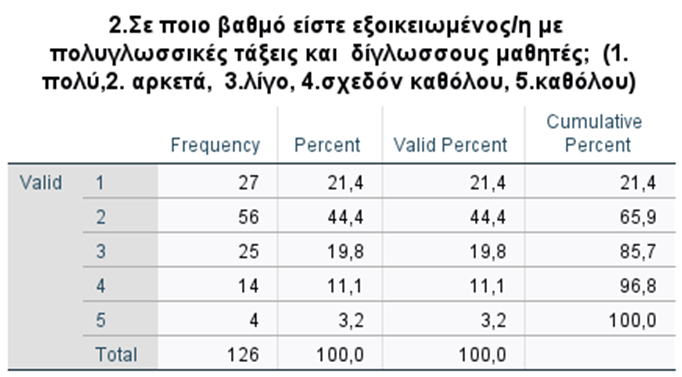 2.Σε ποιο βαθμό είστε εξοικειωμένος/η με
πολυγλωσσικές τάξεις και δίγλωσσους μαθητές; (1.
πολύ,2. αρκετά, 3.λίγο, 4.σχεδόν καθόλου, 5.καθόλου)
Frequency Percent Valid Percent Cumulative Percent
Valid 1 27 21,4 21,4 21,4
2 56 44,4 44,4 65,9
3 25 19,8 19,8 85,7
4 14 11,1 11,1 96,8
5 4 3,2 3,2 100,0
Total 126 100,0 100,0